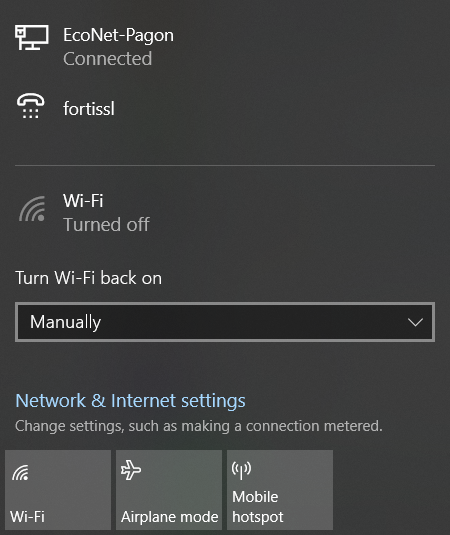 EcoNet-Pagon
Connected
fortissl
Wi-Fi
Turned off
Turn Wi-Fi back on
Manually
Network & Internet settings
Change settings, such as making a connection metered.
Wi-Fi
Airplane mode
Mobile
hotspot